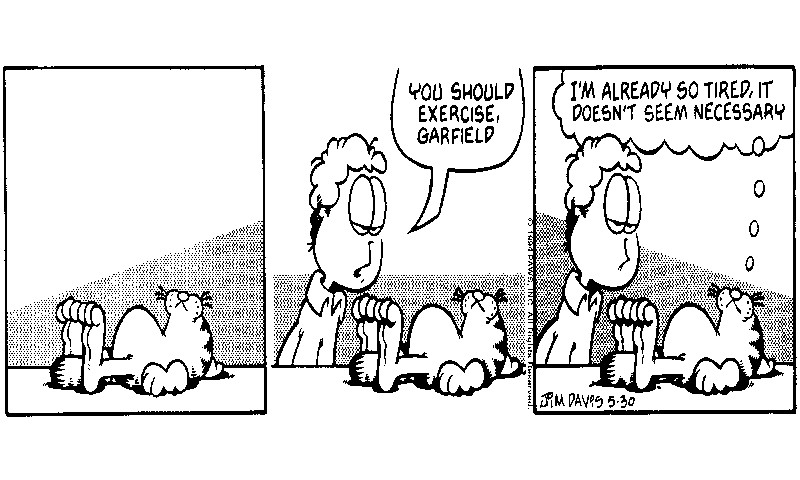 YOU SHOULD
EXERCISE,
GARFIELD
I'M ALREADY SO TIRED, IT
DOESN'T SEEM NECESSARY
JIM DAVIS 5-30